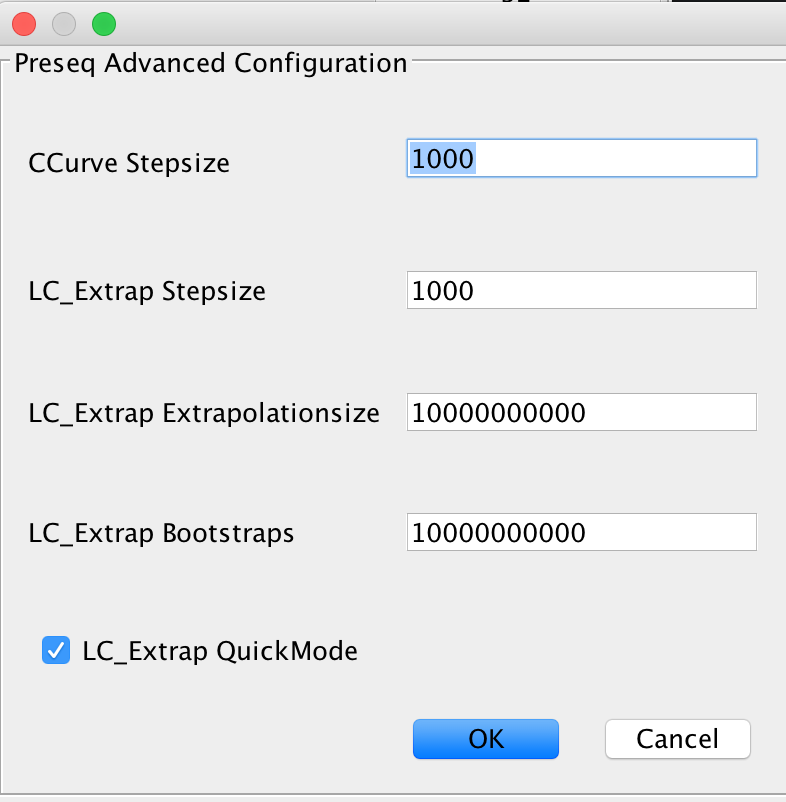 Preseq Advanced Configuration
CCurve Stepsize 1000
LC_Extrap Stepsize 1000
LC_Extrap Extrapolationsize 10000000000
LC_Extrap Bootstraps 10000000000
LC_Extrap QuickMode
OK Cancel